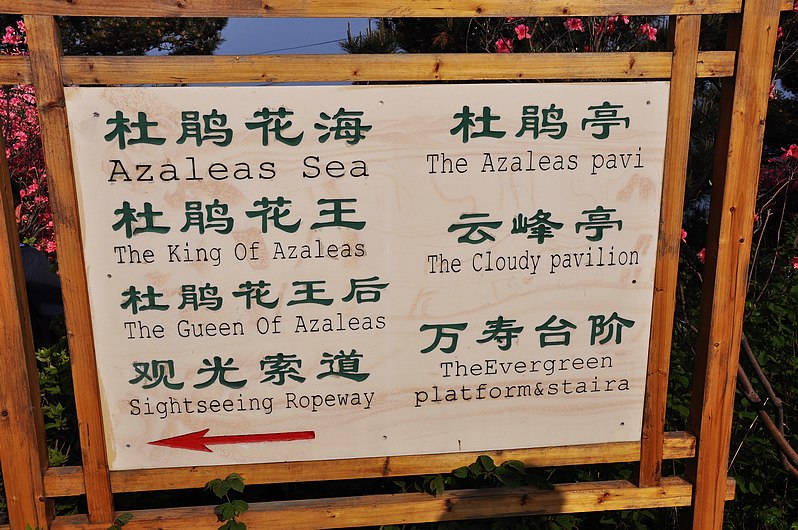 杜鹃花海
Azaleas Sea
杜鹃花王
The King Of Azaleas
杜鹃花王后
The Gueen Of Azaleas
观光索道
Sightseeing Ropeway
杜鹃亭
The Azaleas pavi
云峰亭
The Cloudy pavilion
万寿台阶
TheEvergreen
platform&staira